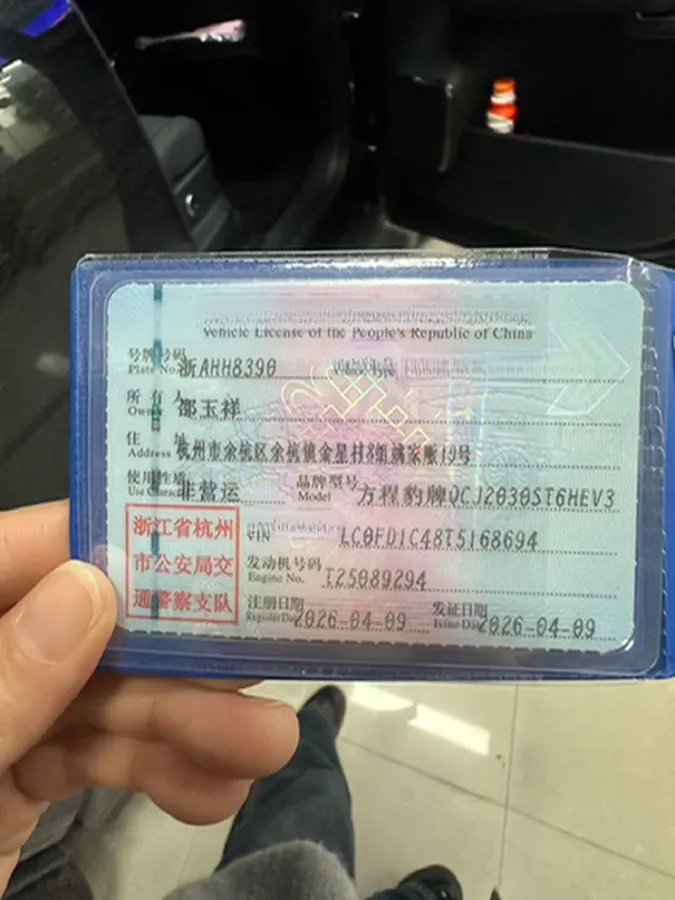 Vehicle License of the People's Republic of China
号牌号码 浙AHH8390
Plate No.
所有人 邵玉祥
Owner
住址 杭州市余杭区余杭镇金星村8组姚家畈19号
Address
使用性质 非营运 品牌型号 方程豹牌QCJ2030ST6HEV3
Use Character Model
浙江省杭州
市公安局交
通警察支队
VIN LC0FD1C48T5168694
发动机号码 T25089294
Engine No.
注册日期 2026-04-09 发证日期 2026-04-09
Register Date Issue Date